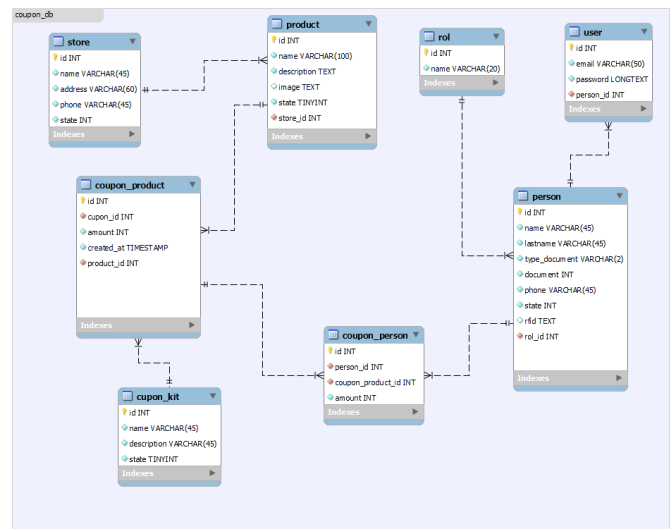 coupon_db
store
id INT
name VARCHAR(45)
address VARCHAR(60)
phone VARCHAR(45)
state INT
Indexes
product
id INT
name VARCHAR(100)
description TEXT
image TEXT
state TINYINT
store_id INT
Indexes
rol
id INT
name VARCHAR(20)
Indexes
user
id INT
email VARCHAR(50)
password LONGTEXT
person_id INT
Indexes
coupon_product
id INT
cupon_id INT
amount INT
created_at TIMESTAMP
product_id INT
Indexes
person
id INT
name VARCHAR(45)
lastname VARCHAR(45)
type_document VARCHAR(2)
document INT
phone VARCHAR(45)
state INT
rfid TEXT
rol_id INT
Indexes
coupon_person
id INT
person_id INT
coupon_product_id INT
amount INT
Indexes
cupon_kit
id INT
name VARCHAR(45)
description VARCHAR(45)
state TINYINT
Indexes